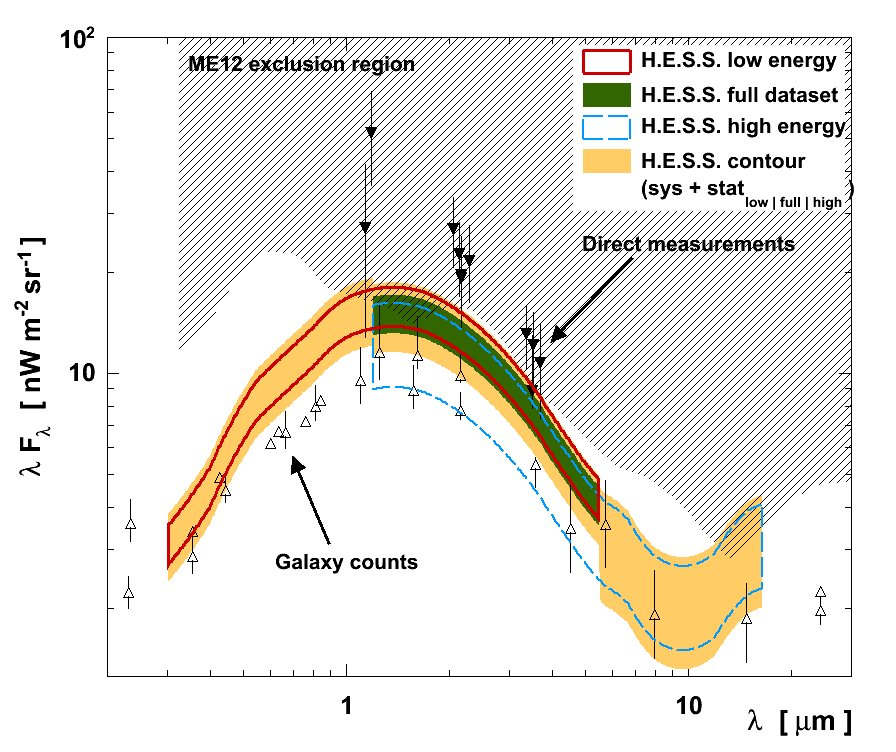 10²
ME12 exclusion region
H.E.S.S. low energy
H.E.S.S. full dataset
H.E.S.S. high energy
H.E.S.S. contour
(sys + stat low | full | high )
Direct measurements
10
Galaxy counts
λ Fλ [ nW m⁻² sr⁻¹ ]
1
10
λ [ μm ]